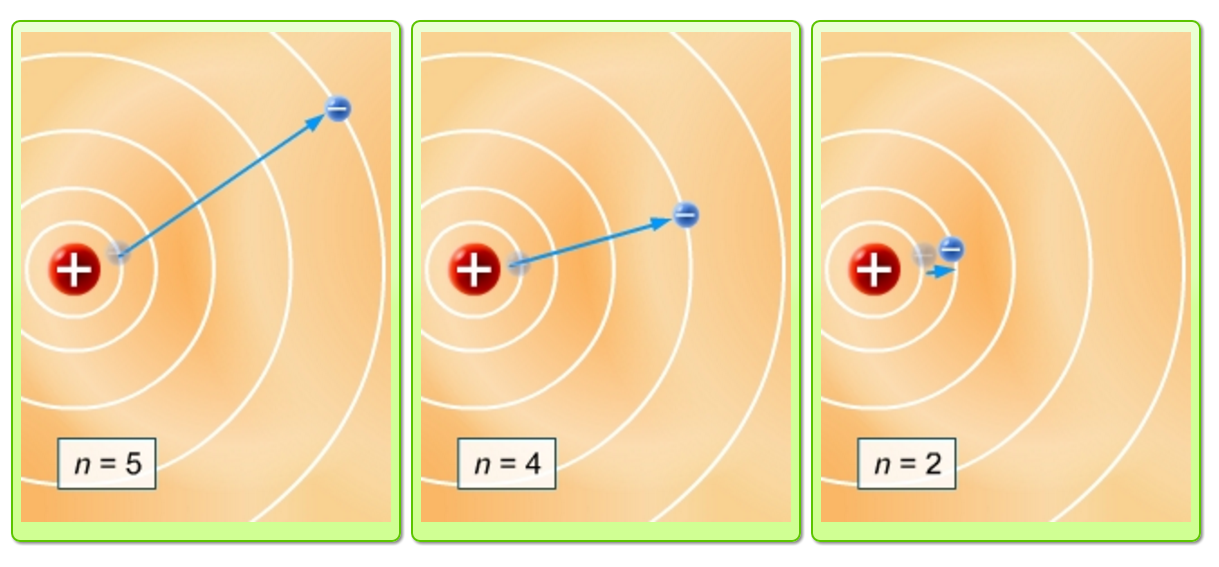 +
−
n = 5
+
−
n = 4
+
−
n = 2